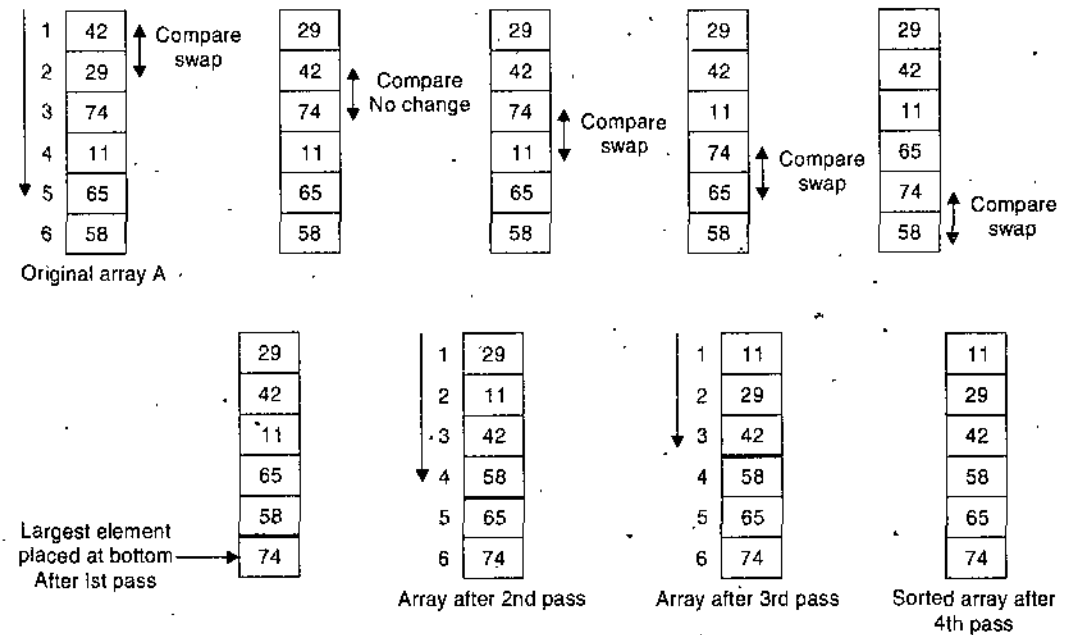 1 42 Compare 29 29 29 29
swap
2 29 42 Compare 42 42 42
No change
3 74 74 74 Compare 11 11
swap
4 11 11 11 74 Compare 65
swap
5 65 65 65 65 74 Compare
swap
6 58 58 58 58 58
Original array A
29 1 29 1 11 11
42 2 11 2 29 29
11 3 42 3 42 42
65 4 58 4 58 58
58 5 65 5 65 65
Largest element
placed at bottom 74 6 74 6 74 74
After Ist pass
Array after 2nd pass Array after 3rd pass Sorted array after
4th pass